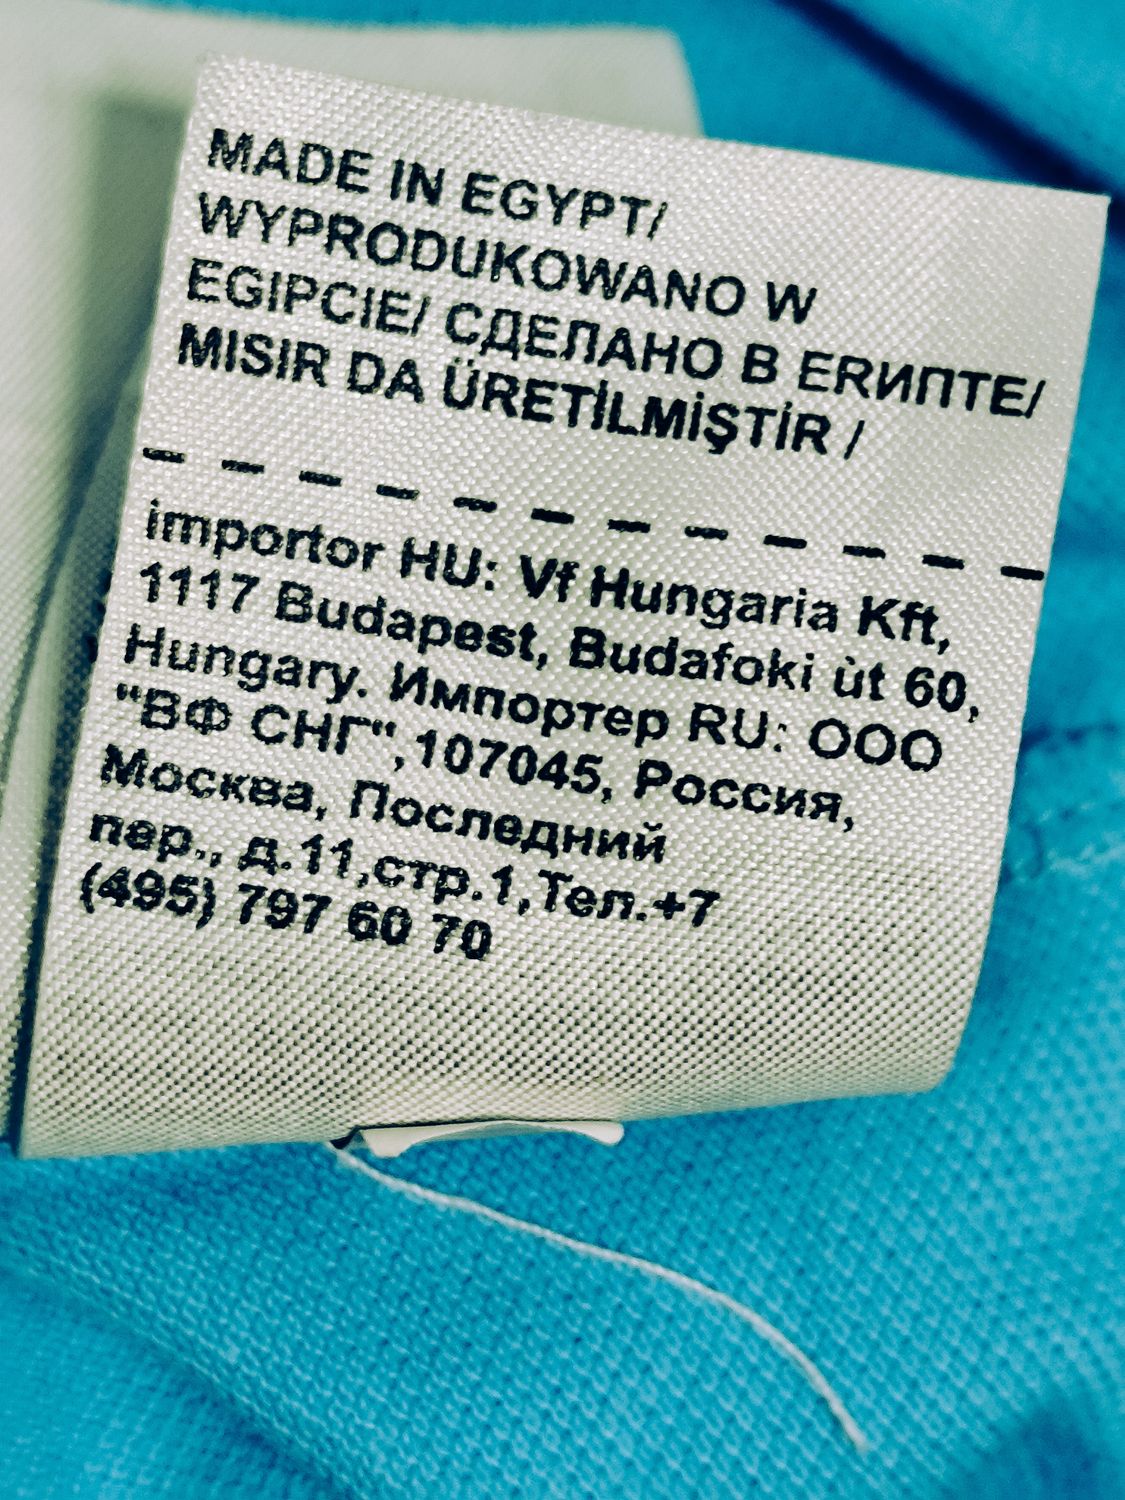 MADE IN EGYPT/
WYPRODUKOWANO W
EGIPCIE/ СДЕЛАНО В ERИПТЕ/
MISIR DA ÜRETİLMİŞTİR /
– – – – – – – – – – – –
importor HU: Vf Hungaria Kft,
1117 Budapest, Budafoki ùt 60,
Hungary. Импортер RU: ООО
"ВФ СНГ",107045, Россия,
Москва, Последний
пер., д.11,стр.1,Тел.+7
(495) 797 60 70